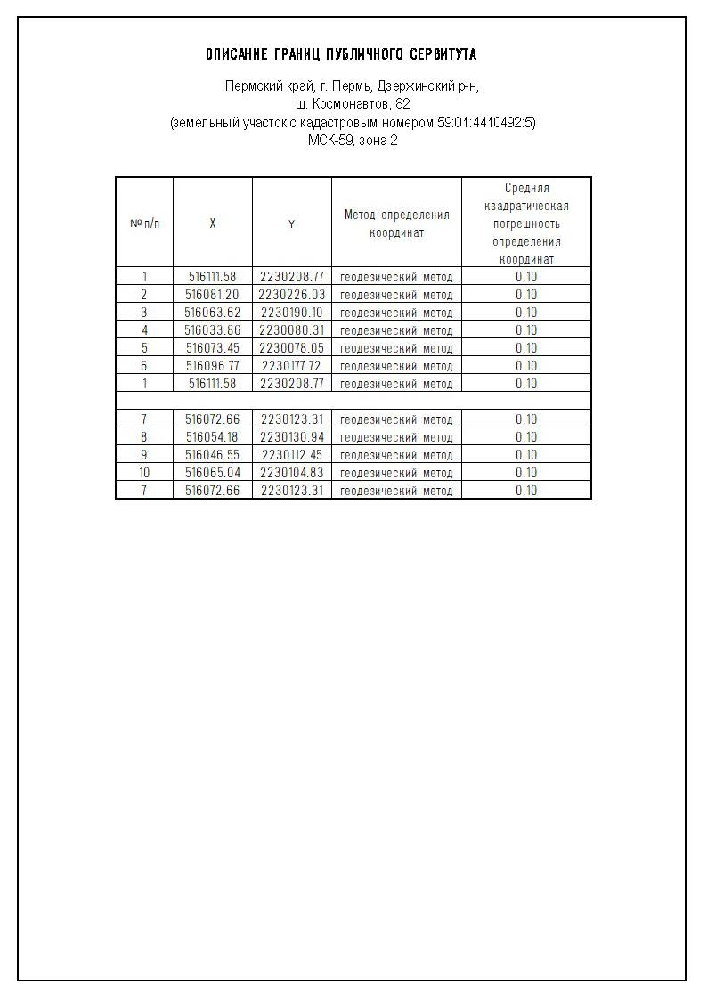 ОПИСАНИЕ ГРАНИЦ ПУБЛИЧНОГО СЕРВИТУТА
Пермский край, г. Пермь, Дзержинский р-н,
ш. Космонавтов, 82
(земельный участок с кадастровым номером 59:01:4410492:5)
МСК-59, зона 2
№ п/п X Y Метод определения координат Средняя квадратическая погрешность определения координат
1 516111.58 2230208.77 геодезический метод 0.10
2 516081.20 2230226.03 геодезический метод 0.10
3 516063.62 2230190.10 геодезический метод 0.10
4 516033.86 2230080.31 геодезический метод 0.10
5 516073.45 2230078.05 геодезический метод 0.10
6 516096.77 2230177.72 геодезический метод 0.10
1 516111.58 2230208.77 геодезический метод 0.10
7 516072.66 2230123.31 геодезический метод 0.10
8 516054.18 2230130.94 геодезический метод 0.10
9 516046.55 2230112.45 геодезический метод 0.10
10 516065.04 2230104.83 геодезический метод 0.10
7 516072.66 2230123.31 геодезический метод 0.10